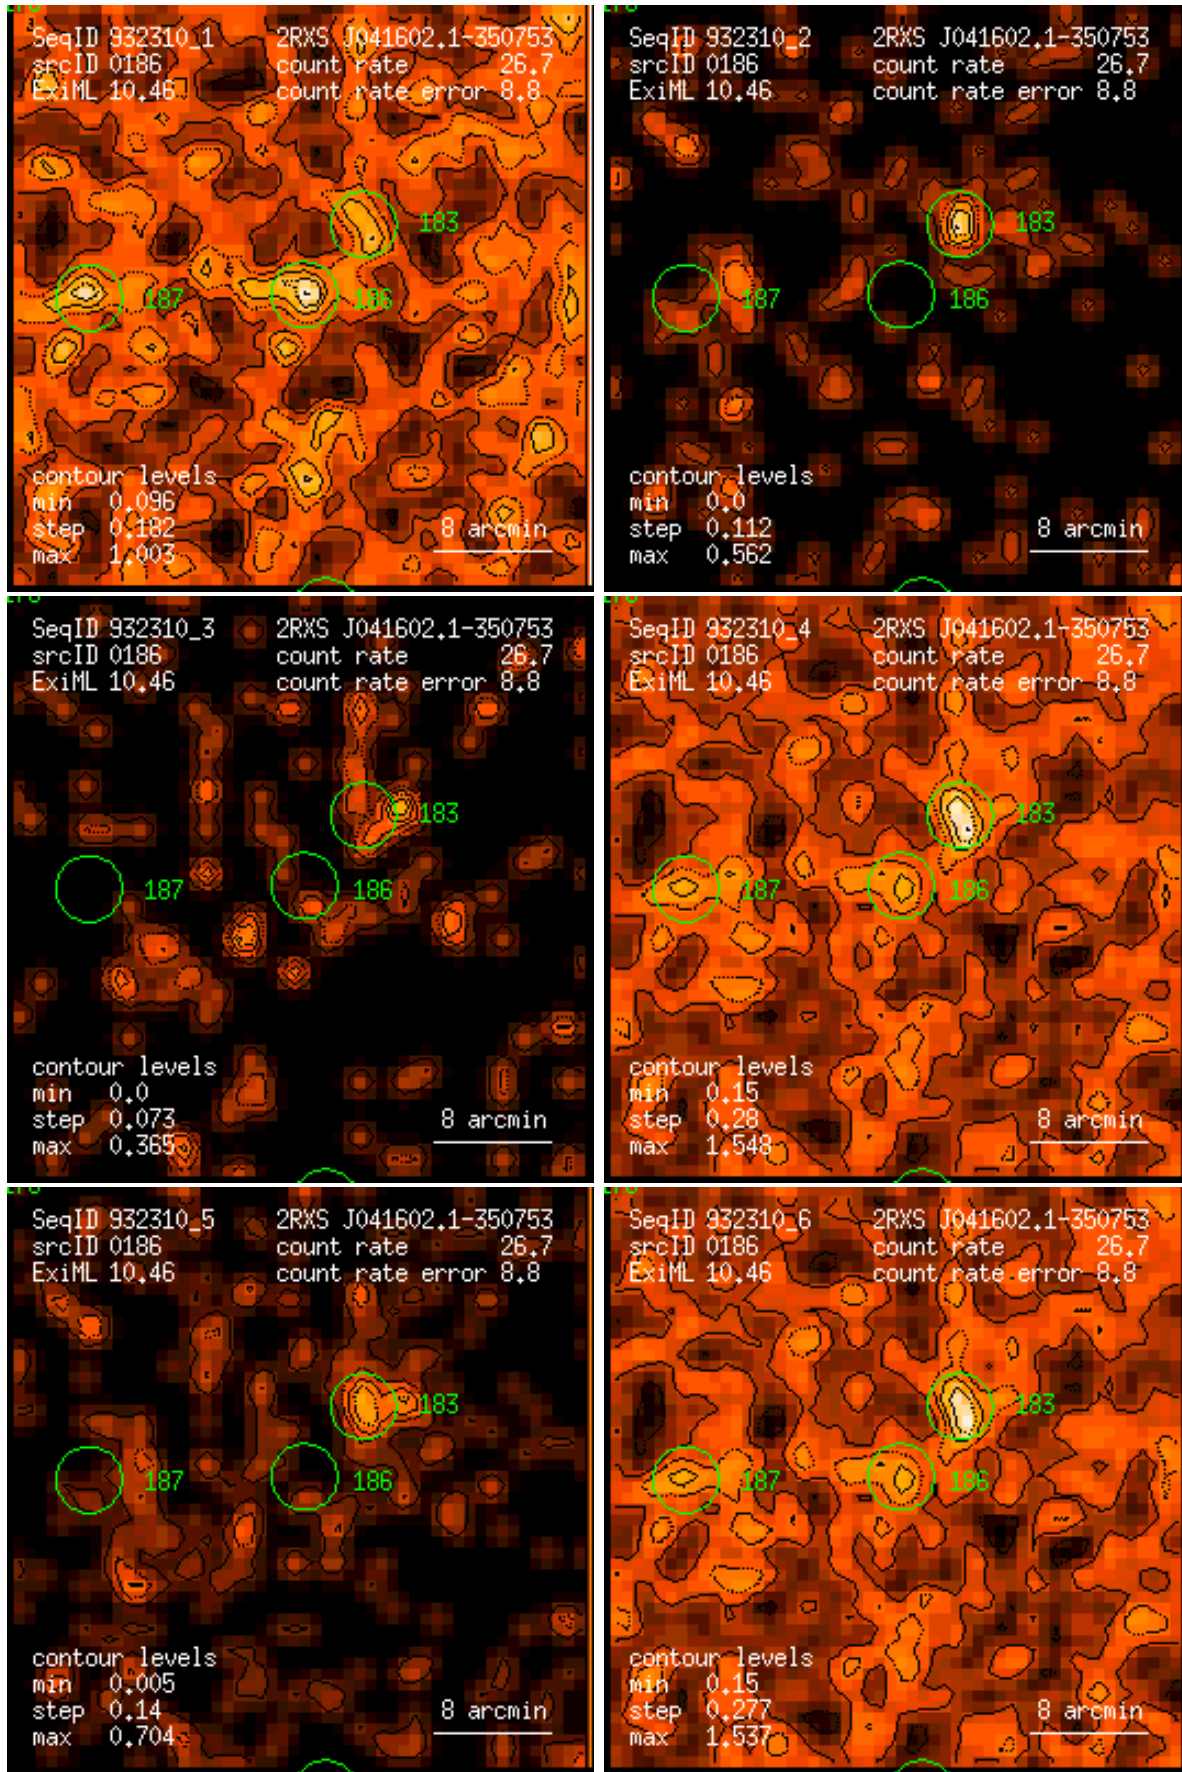 SeqID 932310_1 2RXS J041602.1-350753
srcID 0186 count rate 26.7
ExiML 10.46 count rate error 8.8
183
187
186
contour levels
min 0.096
step 0.182
max 1.003
8 arcmin
SeqID 932310_2 2RXS J041602.1-350753
srcID 0186 count rate 26.7
ExiML 10.46 count rate error 8.8
183
187
186
contour levels
min 0.0
step 0.112
max 0.562
8 arcmin
SeqID 932310_3 2RXS J041602.1-350753
srcID 0186 count rate 26.7
ExiML 10.46 count rate error 8.8
183
187
186
contour levels
min 0.0
step 0.073
max 0.365
8 arcmin
SeqID 932310_4 2RXS J041602.1-350753
srcID 0186 count rate 26.7
ExiML 10.46 count rate error 8.8
183
187
186
contour levels
min 0.15
step 0.28
max 1.548
8 arcmin
SeqID 932310_5 2RXS J041602.1-350753
srcID 0186 count rate 26.7
ExiML 10.46 count rate error 8.8
183
187
186
contour levels
min 0.005
step 0.14
max 0.704
8 arcmin
SeqID 932310_6 2RXS J041602.1-350753
srcID 0186 count rate 26.7
ExiML 10.46 count rate error 8.8
183
187
186
contour levels
min 0.15
step 0.277
max 1.537
8 arcmin